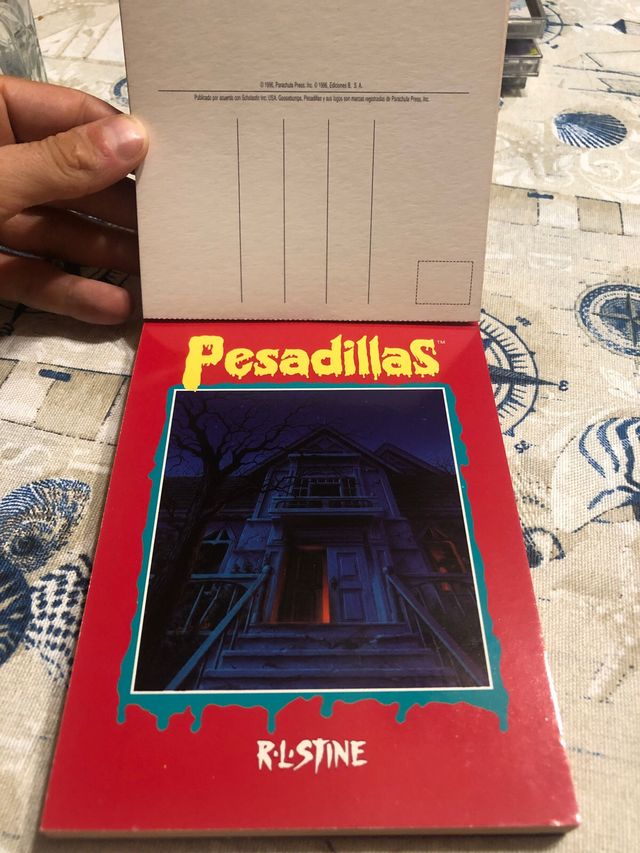 © 1996, Parachute Press, Inc. © 1996, Ediciones B. S. A.
Publicado por acuerdo con Scholastic Inc. USA. Goosebumps, Pesadillas y sus logos son marcas registradas de Parachute Press, Inc.
Pesadillas™
R·L·STINE